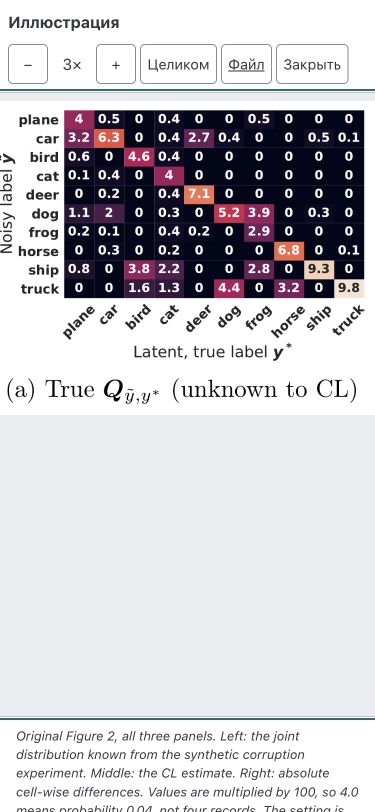 Иллюстрация
− 3× + Целиком Файл Закрыть
Noisy label ỹ
plane 4 0.5 0 0.4 0 0 0.5 0 0 0
car 3.2 6.3 0 0.4 2.7 0.4 0 0 0.5 0.1
bird 0.6 0 4.6 0.4 0 0 0 0 0 0
cat 0.1 0.4 0 4 0 0 0 0 0 0
deer 0 0.2 0 0.4 7.1 0 0 0 0 0
dog 1.1 2 0 0.3 0 5.2 3.9 0 0.3 0
frog 0.2 0.1 0 0.4 0.2 0 2.9 0 0 0
horse 0 0.3 0 0.2 0 0 0 6.8 0 0.1
ship 0.8 0 3.8 2.2 0 0 2.8 0 9.3 0
truck 0 0 1.6 1.3 0 4.4 0 3.2 0 9.8
plane car bird cat deer dog frog horse ship truck
Latent, true label y*
(a) True Qỹ,y* (unknown to CL)
Original Figure 2, all three panels. Left: the joint
distribution known from the synthetic corruption
experiment. Middle: the CL estimate. Right: absolute
cell-wise differences. Values are multiplied by 100, so 4.0
means probability 0.04, not four records. The setting is